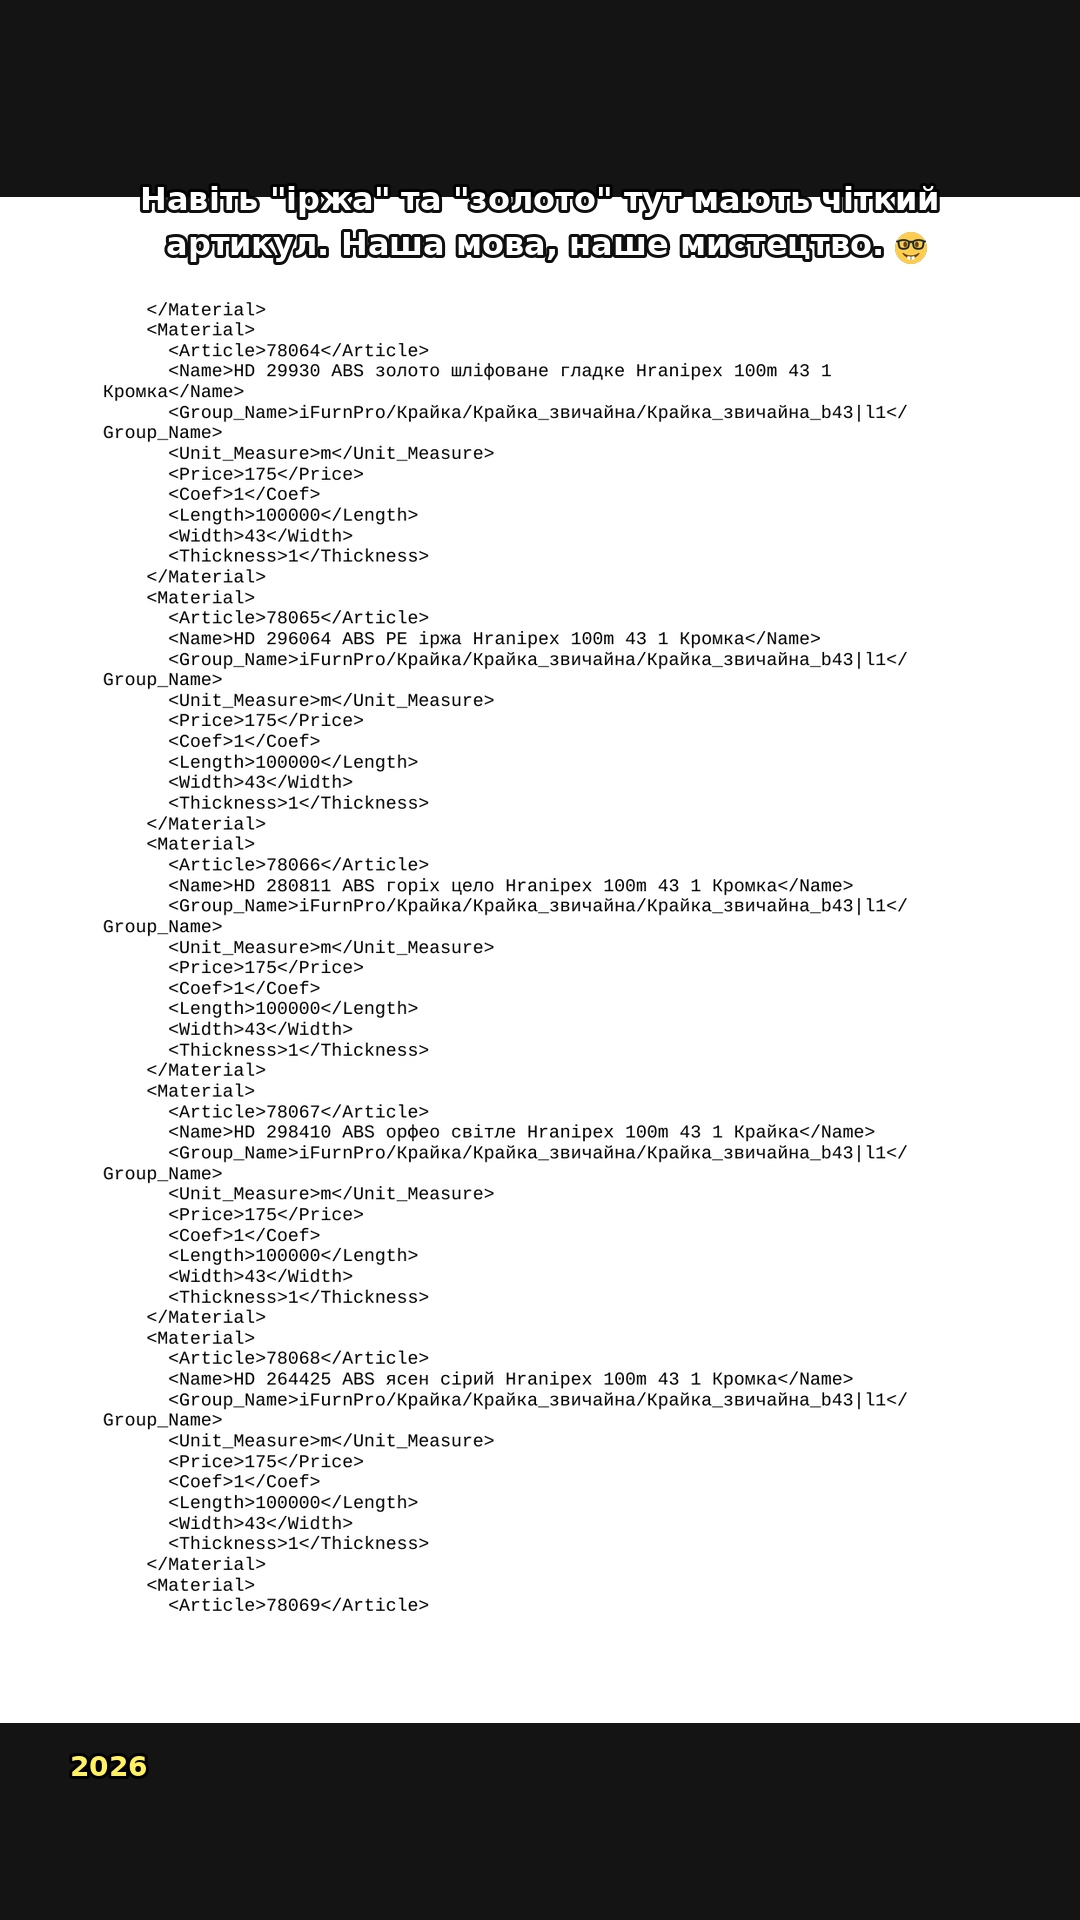 Навіть "іржа" та "золото" тут мають чіткий
артикул. Наша мова, наше мистецтво. 🤓
</Material>
<Material>
<Article>78064</Article>
<Name>HD 29930 ABS золото шліфоване гладке Hranipex 100m 43 1
Кромка</Name>
<Group_Name>iFurnPro/Крайка/Крайка_звичайна/Крайка_звичайна_b43|l1</
Group_Name>
<Unit_Measure>m</Unit_Measure>
<Price>175</Price>
<Coef>1</Coef>
<Length>100000</Length>
<Width>43</Width>
<Thickness>1</Thickness>
</Material>
<Material>
<Article>78065</Article>
<Name>HD 296064 ABS PE іржа Hranipex 100m 43 1 Кромка</Name>
<Group_Name>iFurnPro/Крайка/Крайка_звичайна/Крайка_звичайна_b43|l1</
Group_Name>
<Unit_Measure>m</Unit_Measure>
<Price>175</Price>
<Coef>1</Coef>
<Length>100000</Length>
<Width>43</Width>
<Thickness>1</Thickness>
</Material>
<Material>
<Article>78066</Article>
<Name>HD 280811 ABS горіх цело Hranipex 100m 43 1 Кромка</Name>
<Group_Name>iFurnPro/Крайка/Крайка_звичайна/Крайка_звичайна_b43|l1</
Group_Name>
<Unit_Measure>m</Unit_Measure>
<Price>175</Price>
<Coef>1</Coef>
<Length>100000</Length>
<Width>43</Width>
<Thickness>1</Thickness>
</Material>
<Material>
<Article>78067</Article>
<Name>HD 298410 ABS орфео світле Hranipex 100m 43 1 Крайка</Name>
<Group_Name>iFurnPro/Крайка/Крайка_звичайна/Крайка_звичайна_b43|l1</
Group_Name>
<Unit_Measure>m</Unit_Measure>
<Price>175</Price>
<Coef>1</Coef>
<Length>100000</Length>
<Width>43</Width>
<Thickness>1</Thickness>
</Material>
<Material>
<Article>78068</Article>
<Name>HD 264425 ABS ясен сірий Hranipex 100m 43 1 Кромка</Name>
<Group_Name>iFurnPro/Крайка/Крайка_звичайна/Крайка_звичайна_b43|l1</
Group_Name>
<Unit_Measure>m</Unit_Measure>
<Price>175</Price>
<Coef>1</Coef>
<Length>100000</Length>
<Width>43</Width>
<Thickness>1</Thickness>
</Material>
<Material>
<Article>78069</Article>
2026